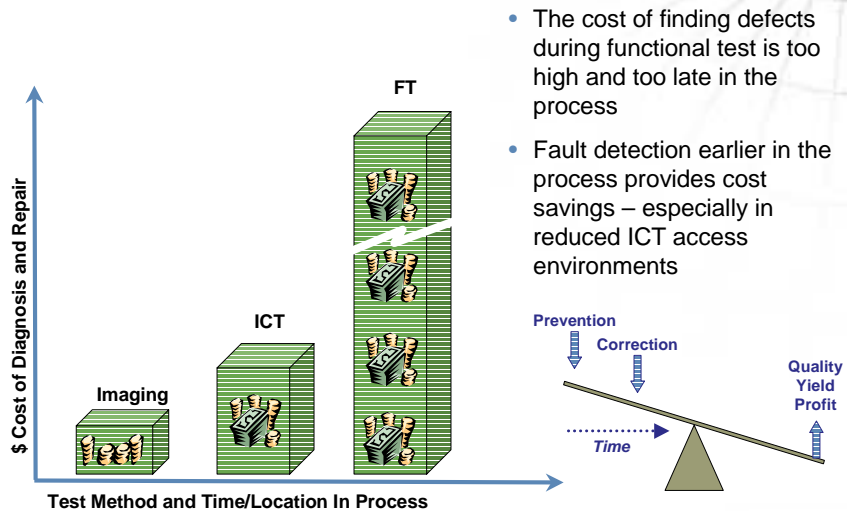 • The cost of finding defects
during functional test is too
high and too late in the
process
• Fault detection earlier in the
process provides cost
savings – especially in
reduced ICT access
environments
$ Cost of Diagnosis and Repair
FT
ICT
Imaging
Test Method and Time/Location In Process
Prevention
Correction
Quality
Yield
Profit
Time